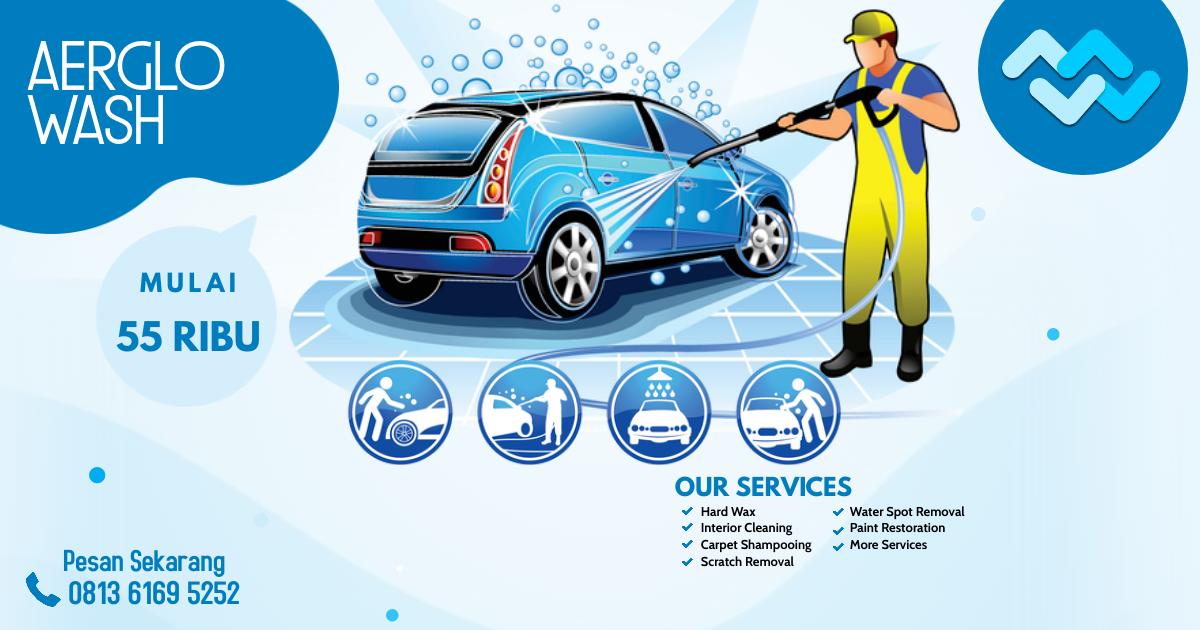 AERGLO
WASH
MULAI
55 RIBU
OUR SERVICES
Hard Wax
Interior Cleaning
Carpet Shampooing
Scratch Removal
Water Spot Removal
Paint Restoration
More Services
Pesan Sekarang
0813 6169 5252